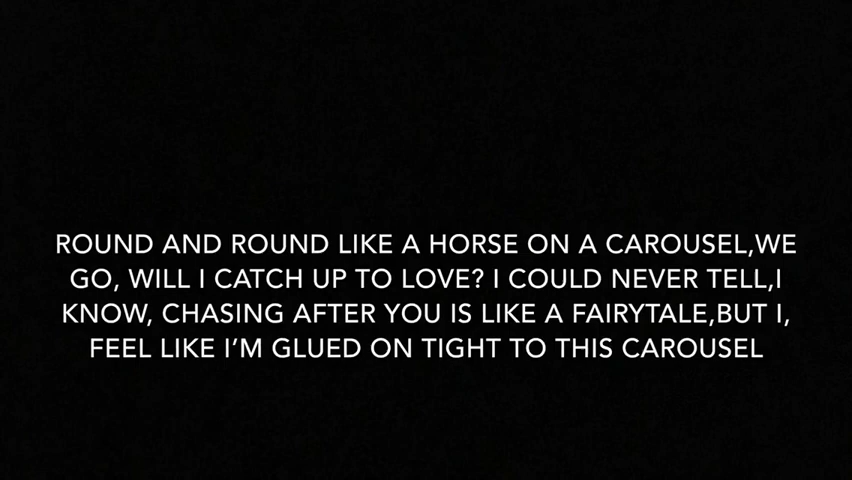 ROUND AND ROUND LIKE A HORSE ON A CAROUSEL,WE
GO, WILL I CATCH UP TO LOVE? I COULD NEVER TELL,I
KNOW, CHASING AFTER YOU IS LIKE A FAIRYTALE,BUT I,
FEEL LIKE I’M GLUED ON TIGHT TO THIS CAROUSEL